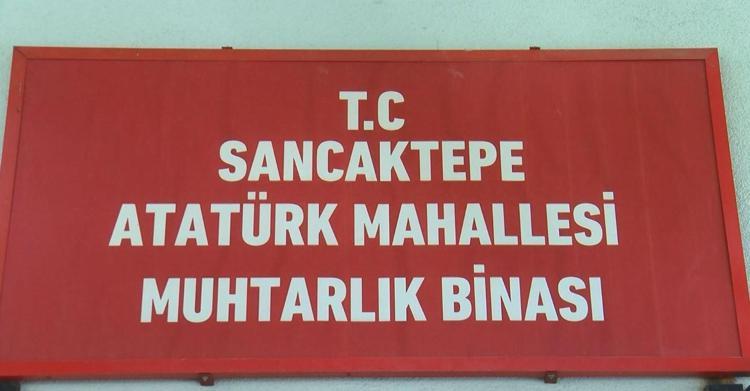 T.C
SANCAKTEPE
ATATÜRK MAHALLESİ
MUHTARLIK BİNASI